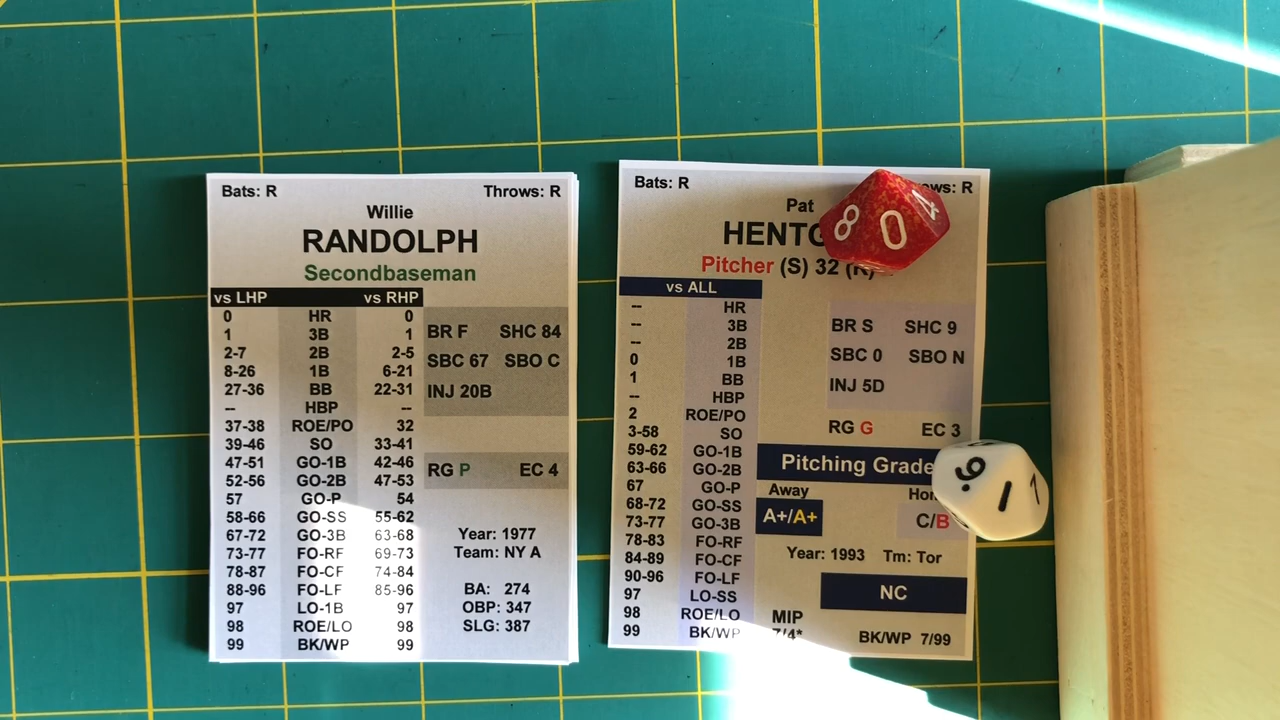 Bats: R Throws: R
Willie
RANDOLPH
Secondbaseman
vs LHP vs RHP
0 HR 0
1 3B 1
2-7 2B 2-5
8-26 1B 6-21
27-36 BB 22-31
-- HBP --
37-38 ROE/PO 32
39-46 SO 33-41
47-51 GO-1B 42-46
52-56 GO-2B 47-53
57 GO-P 54
58-66 GO-SS 55-62
67-72 GO-3B 63-68
73-77 FO-RF 69-73
78-87 FO-CF 74-84
88-96 FO-LF 85-96
97 LO-1B 97
98 ROE/LO 98
99 BK/WP 99
BR F SHC 84
SBC 67 SBO C
INJ 20B
RG P EC 4
Year: 1977
Team: NY A
BA: 274
OBP: 347
SLG: 387
Bats: R R
Pat
Pitcher (S) 32 (R)
vs ALL
-- HR
-- 3B
-- 2B
0 1B
1 BB
-- HBP
2 ROE/PO
3-58 SO
59-62 GO-1B
63-66 GO-2B
67 GO-P
68-72 GO-SS
73-77 GO-3B
78-83 FO-RF
84-89 FO-CF
90-96 FO-LF
97 LO-SS
98 ROE/LO
99 BK/WP
BR S SHC 9
SBC 0 SBO N
INJ 5D
RG G EC 3
Pitching Grade
Away
A+/A+ C/B
Year: 1993 Tm: Tor
NC
MIP
7/4*
BK/WP 7/99
8 0 4
9. 1 7